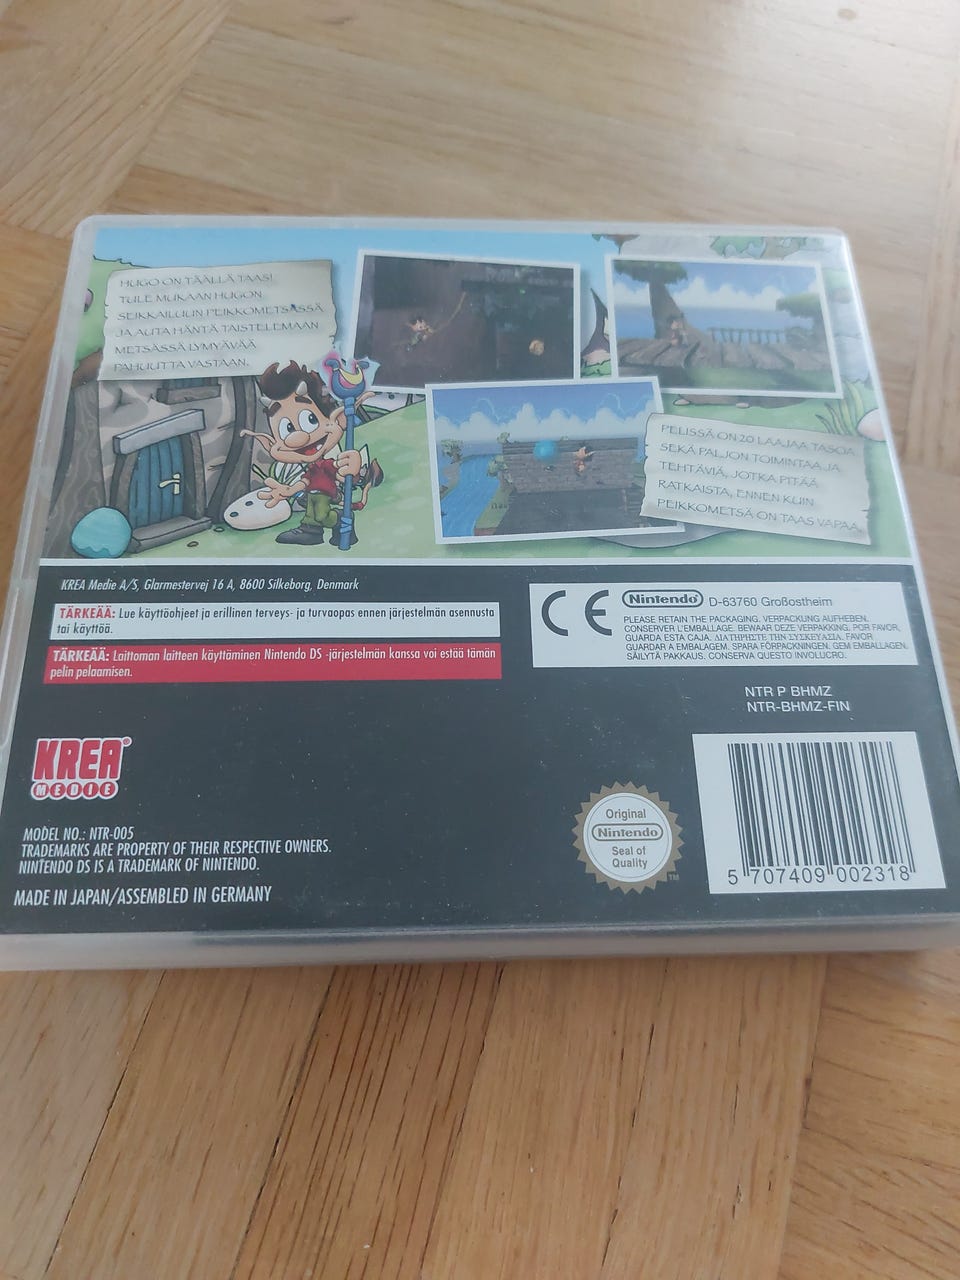 HUGO ON TÄÄLLÄ TAAS!
TULE MUKAAN HUGON
SEIKKAILUUN PEIKKOMETSÄSSÄ
JA AUTA HÄNTÄ TAISTELEMAAN
METSÄSSÄ LYMYÄVÄÄ
PAHUUTTA VASTAAN.
PELISSÄ ON 20 LAAJAA TASOA
SEKÄ PALJON TOIMINTAA JA
TEHTÄVIÄ, JOTKA PITÄÄ
RATKAISTA, ENNEN KUIN
PEIKKOMETSÄ ON TAAS VAPAA.
KREA Medie A/S, Glarmestervej 16 A, 8600 Silkeborg, Denmark
TÄRKEÄÄ: Lue käyttöohjeet ja erillinen terveys- ja turvaopas ennen järjestelmän asennusta
tai käyttöä.
TÄRKEÄÄ: Laittoman laitteen käyttäminen Nintendo DS -järjestelmän kanssa voi estää tämän
pelin pelaamisen.
CE Nintendo® D-63760 Großostheim
PLEASE RETAIN THE PACKAGING. VERPACKUNG AUFHEBEN.
CONSERVER L'EMBALLAGE. BEWAAR DEZE VERPAKKING. POR FAVOR,
GUARDA ESTA CAJA. ΔΙΑΤΗΡΗΣΤΕ ΤΗΝ ΣΥΣΚΕΥΑΣΙΑ. FAVOR
GUARDAR A EMBALAGEM. SPARA FÖRPACKNINGEN. GEM EMBALLAGEN.
SÄILYTÄ PAKKAUS. CONSERVA QUESTO INVOLUCRO.
NTR P BHMZ
NTR-BHMZ-FIN
KREA®
MEDIE
MODEL NO.: NTR-005
TRADEMARKS ARE PROPERTY OF THEIR RESPECTIVE OWNERS.
NINTENDO DS IS A TRADEMARK OF NINTENDO.
MADE IN JAPAN/ASSEMBLED IN GERMANY
Original
Nintendo
Seal of
Quality
TM
5 707409 002318